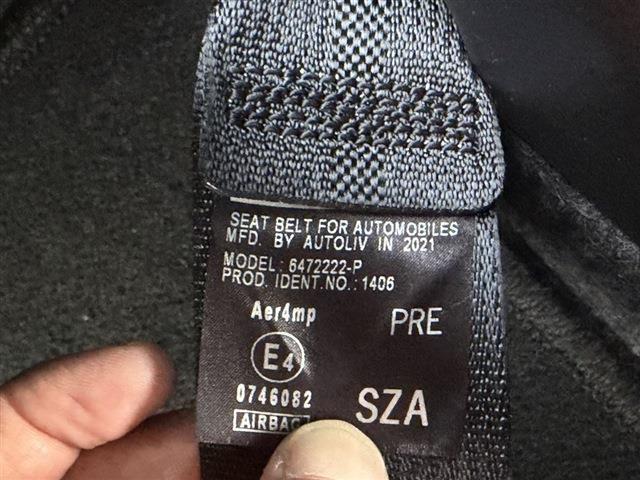 SEAT BELT FOR AUTOMOBILES
MFD. BY AUTOLIV IN 2021
MODEL: 6472222-P
PROD. IDENT.NO.: 1406
Aer4mp
PRE
E4
0746082
SZA
AIRBAG